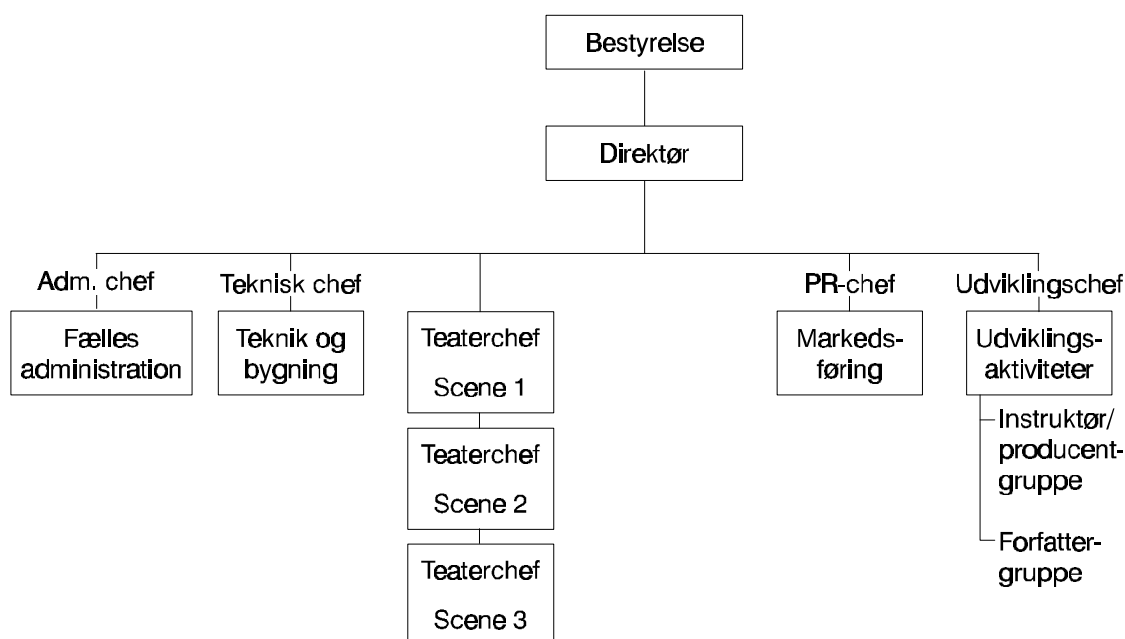 Bestyrelse
Direktør
Adm. chef
Teknisk chef
PR-chef
Udviklingschef
Fælles
administration
Teknik og
bygning
Teaterchef
Scene 1
Teaterchef
Scene 2
Teaterchef
Scene 3
Markeds-
føring
Udviklings-
aktiviteter
Instruktør/
producent-
gruppe
Forfatter-
gruppe